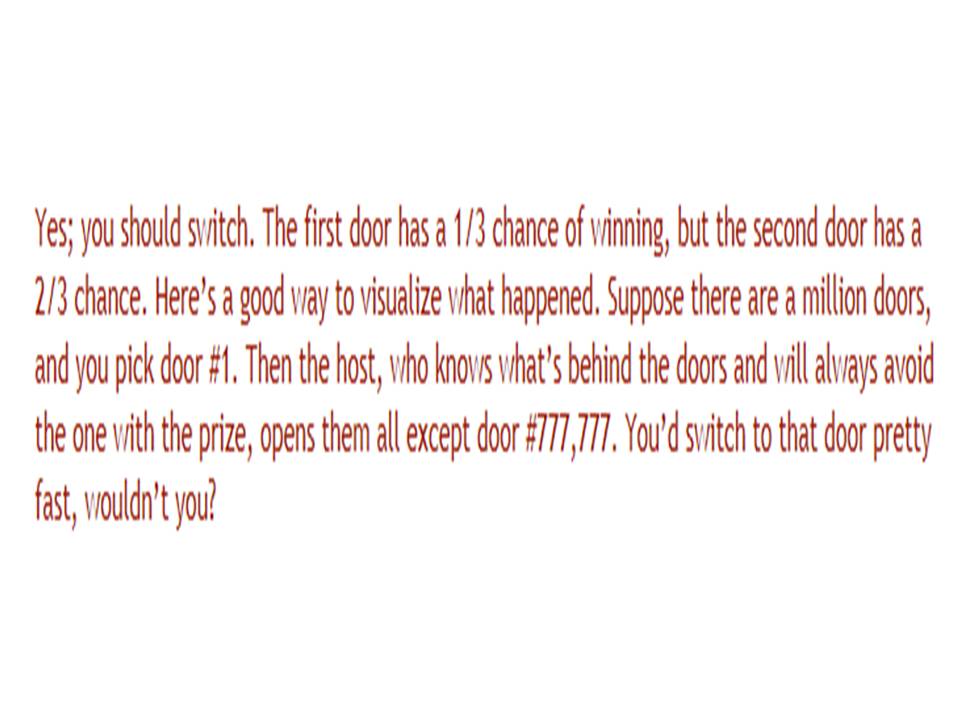 Yes; you should switch. The first door has a 1/3 chance of winning, but the second door has a
2/3 chance. Here’s a good way to visualize what happened. Suppose there are a million doors,
and you pick door #1. Then the host, who knows what’s behind the doors and will always avoid
the one with the prize, opens them all except door #777,777. You’d switch to that door pretty
fast, wouldn’t you?